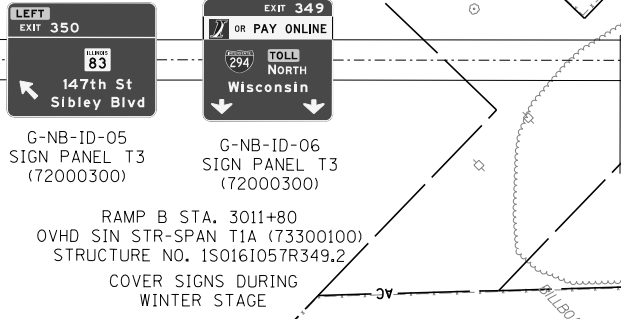 LEFT
EXIT 350
ILLINOIS
83
147th St
Sibley Blvd
EXIT 349
OR PAY ONLINE
INTERSTATE
294
TOLL
NORTH
Wisconsin
G-NB-ID-05
SIGN PANEL T3
(72000300)
G-NB-ID-06
SIGN PANEL T3
(72000300)
RAMP B STA. 3011+80
OVHD SIN STR-SPAN T1A (73300100)
STRUCTURE NO. 1S016I057R349.2
COVER SIGNS DURING
WINTER STAGE
AC
BILLBO